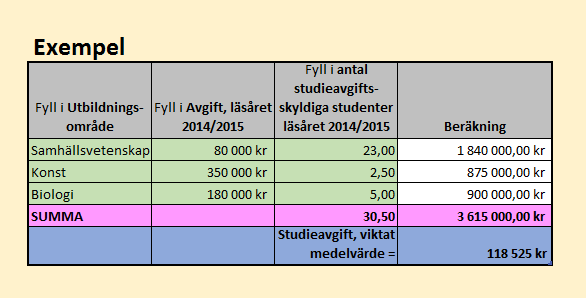 Exempel
Fyll i Utbildnings-
område
Fyll i Avgift, läsåret
2014/2015
Fyll i antal
studieavgifts-
skyldiga studenter
läsåret 2014/2015
Beräkning
Samhällsvetenskap 80 000 kr 23,00 1 840 000,00 kr
Konst 350 000 kr 2,50 875 000,00 kr
Biologi 180 000 kr 5,00 900 000,00 kr
SUMMA 30,50 3 615 000,00 kr
Studieavgift, viktat
medelvärde = 118 525 kr